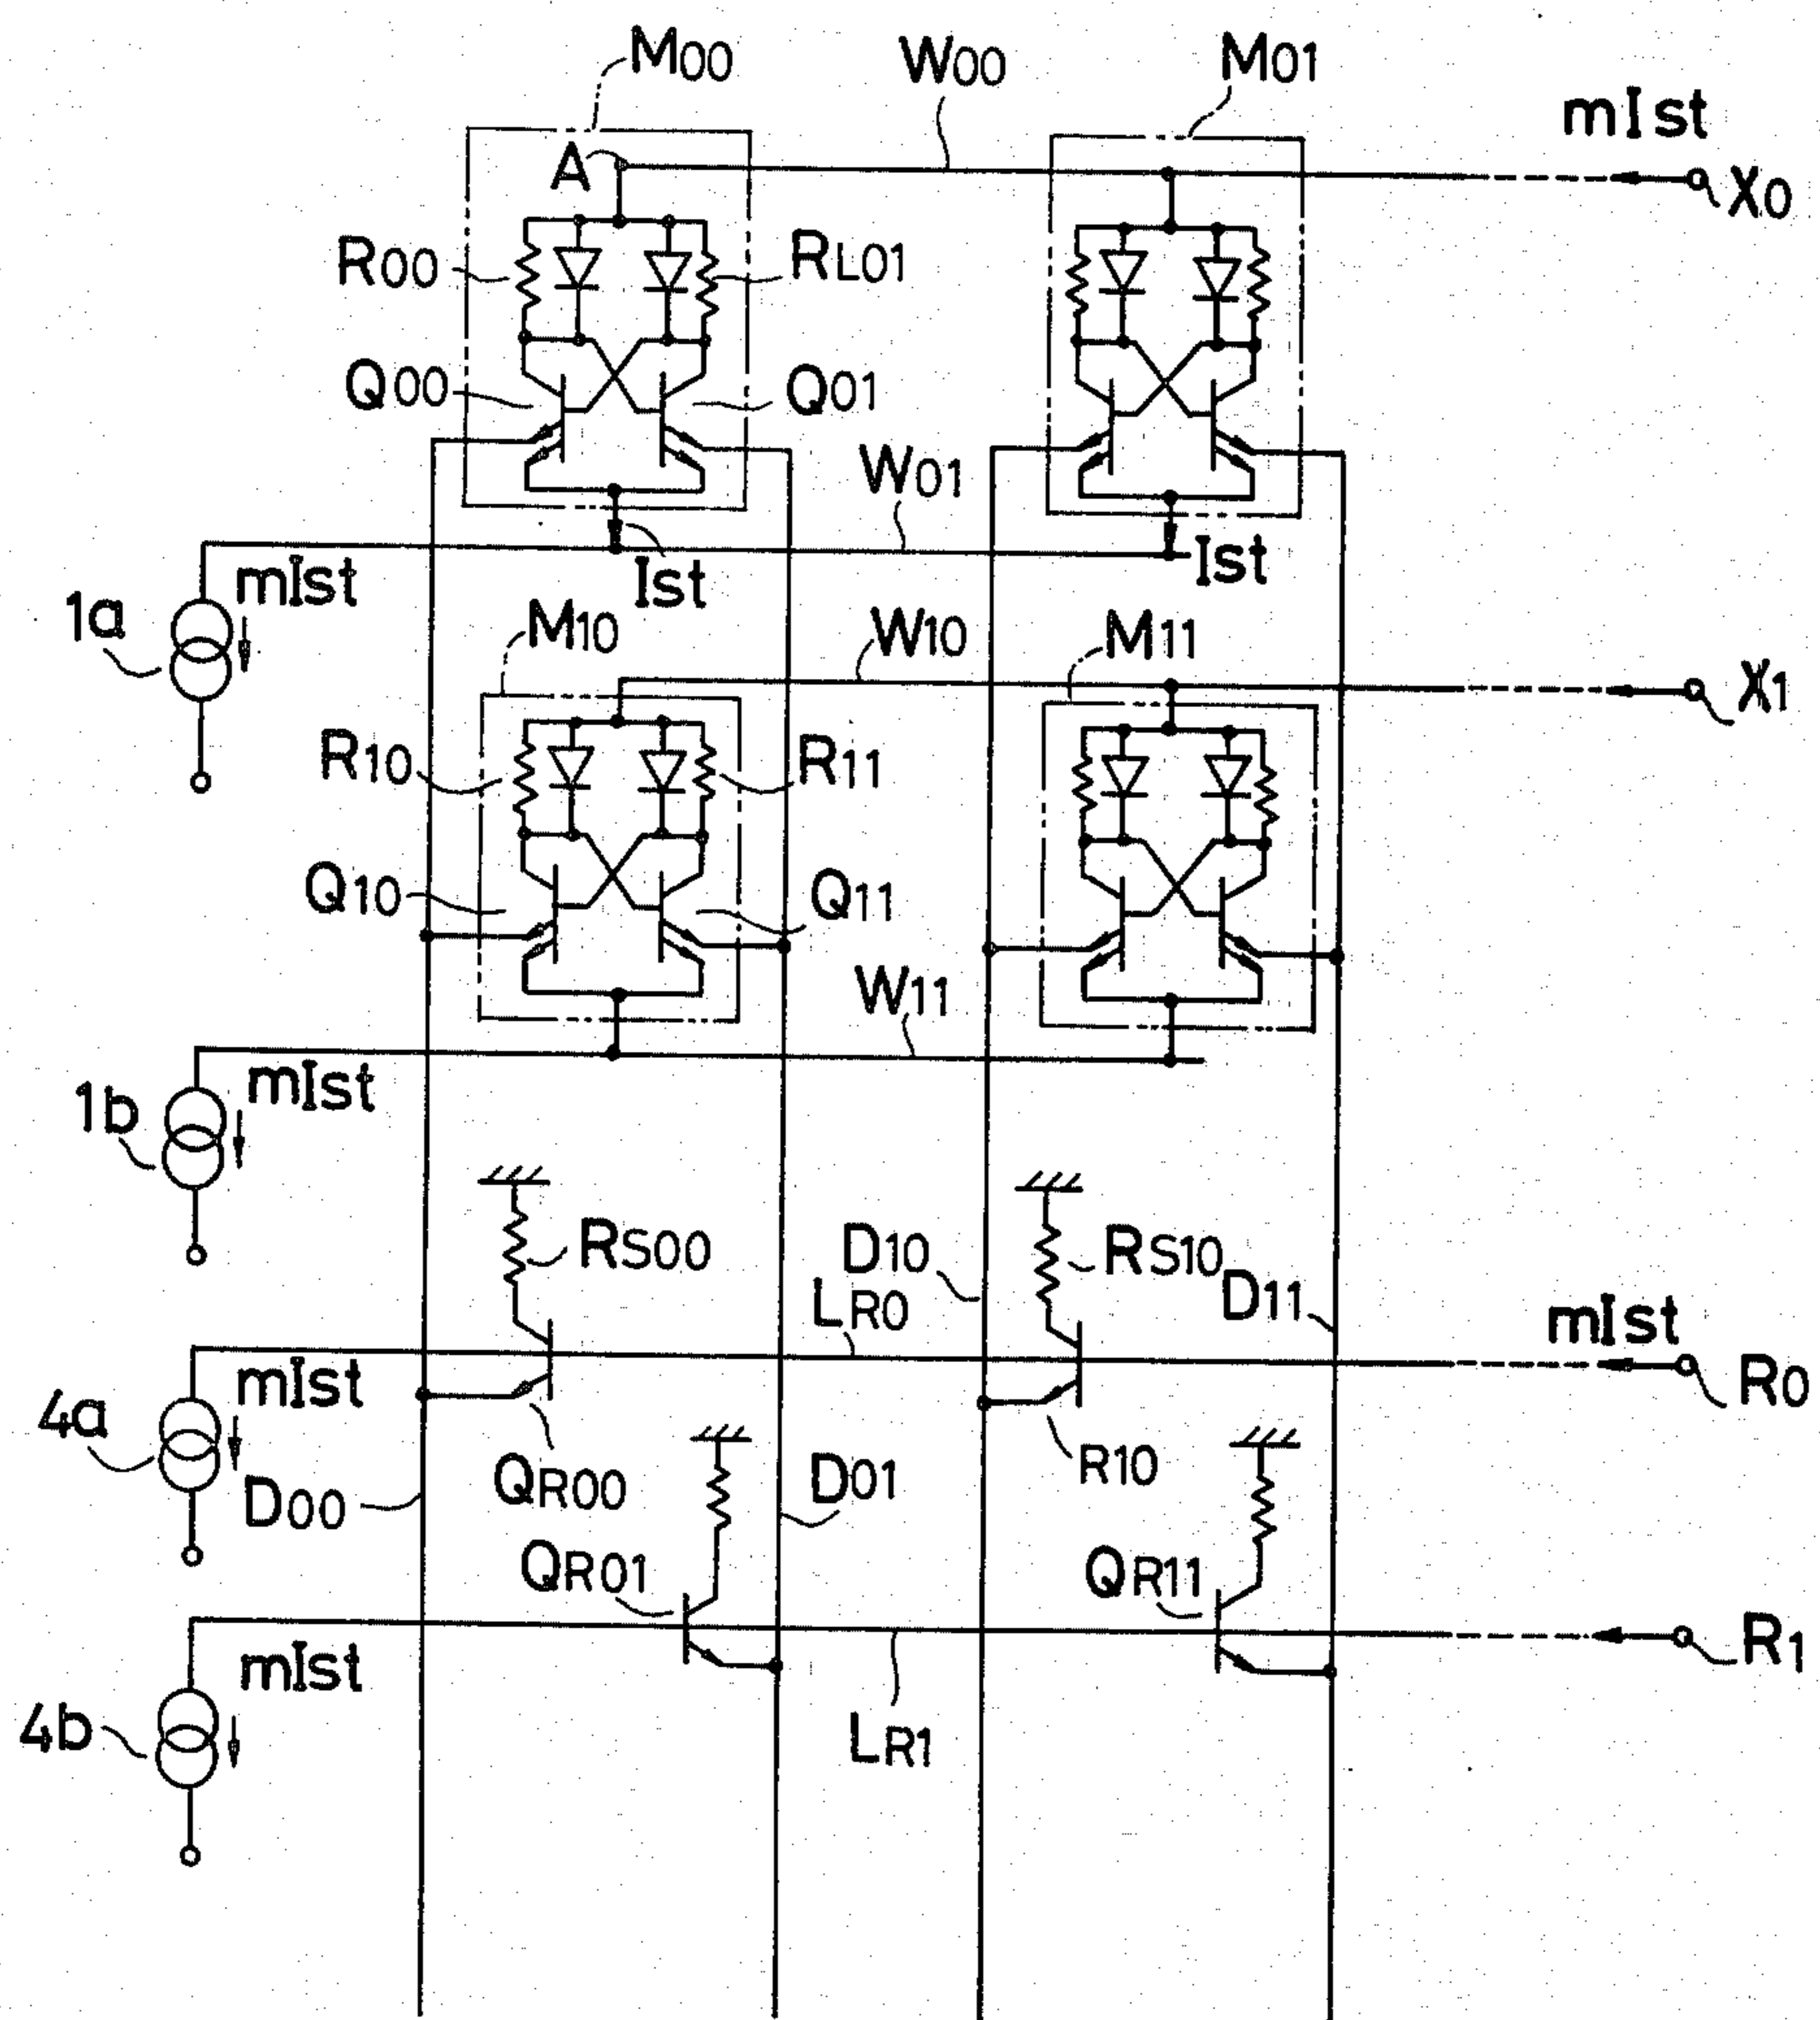 M00
W00
M01
mIst
A
X0
R00
RL01
Q00
Q01
W01
mIst
Ist
Ist
1a
M10
W10
M11
X1
R10
R11
Q10
Q11
W11
mIst
1b
RS00
D10
RS10
LR0
D11
mIst
mIst
R0
4a
D00
QR00
D01
R10
QR01
QR11
mIst
R1
4b
LR1